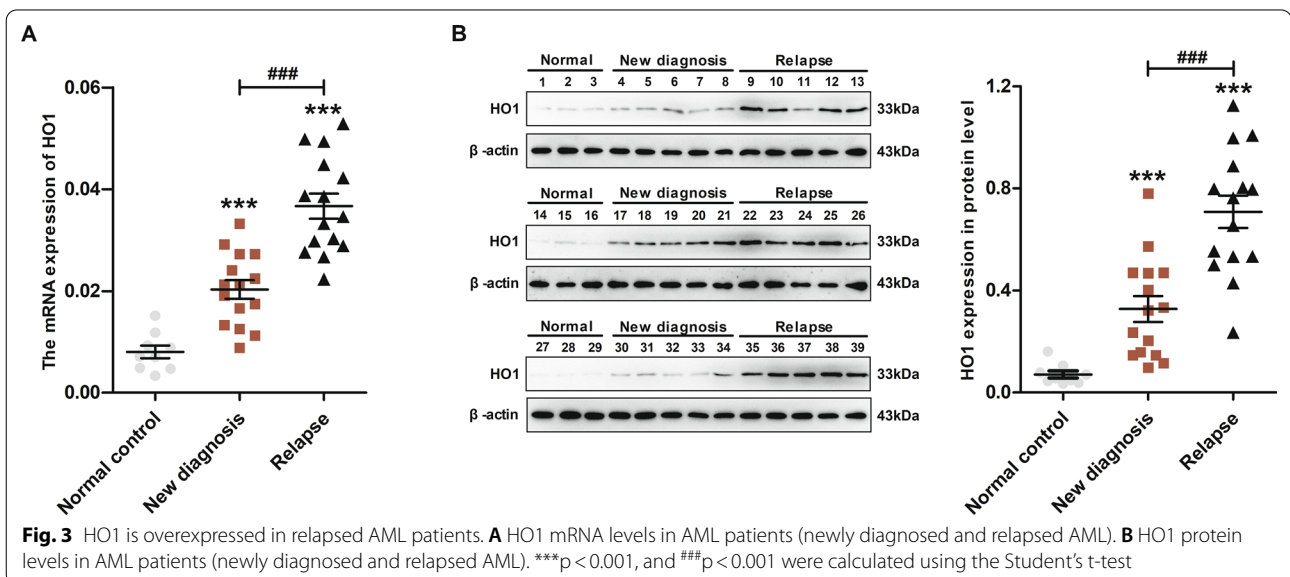 A
The mRNA expression of HO1
0.06
0.04
0.02
0.00
###
***
***
Normal control
New diagnosis
Relapse
B
Normal New diagnosis Relapse
1 2 3 4 5 6 7 8 9 10 11 12 13
HO1 33kDa
β -actin 43kDa
Normal New diagnosis Relapse
14 15 16 17 18 19 20 21 22 23 24 25 26
HO1 33kDa
β -actin 43kDa
Normal New diagnosis Relapse
27 28 29 30 31 32 33 34 35 36 37 38 39
HO1 33kDa
β -actin 43kDa
HO1 expression in protein level
1.2
0.8
0.4
0.0
###
***
***
Normal control
New diagnosis
Relapse
Fig. 3 HO1 is overexpressed in relapsed AML patients. A HO1 mRNA levels in AML patients (newly diagnosed and relapsed AML). B HO1 protein
levels in AML patients (newly diagnosed and relapsed AML). ***p < 0.001, and ###p < 0.001 were calculated using the Student’s t-test